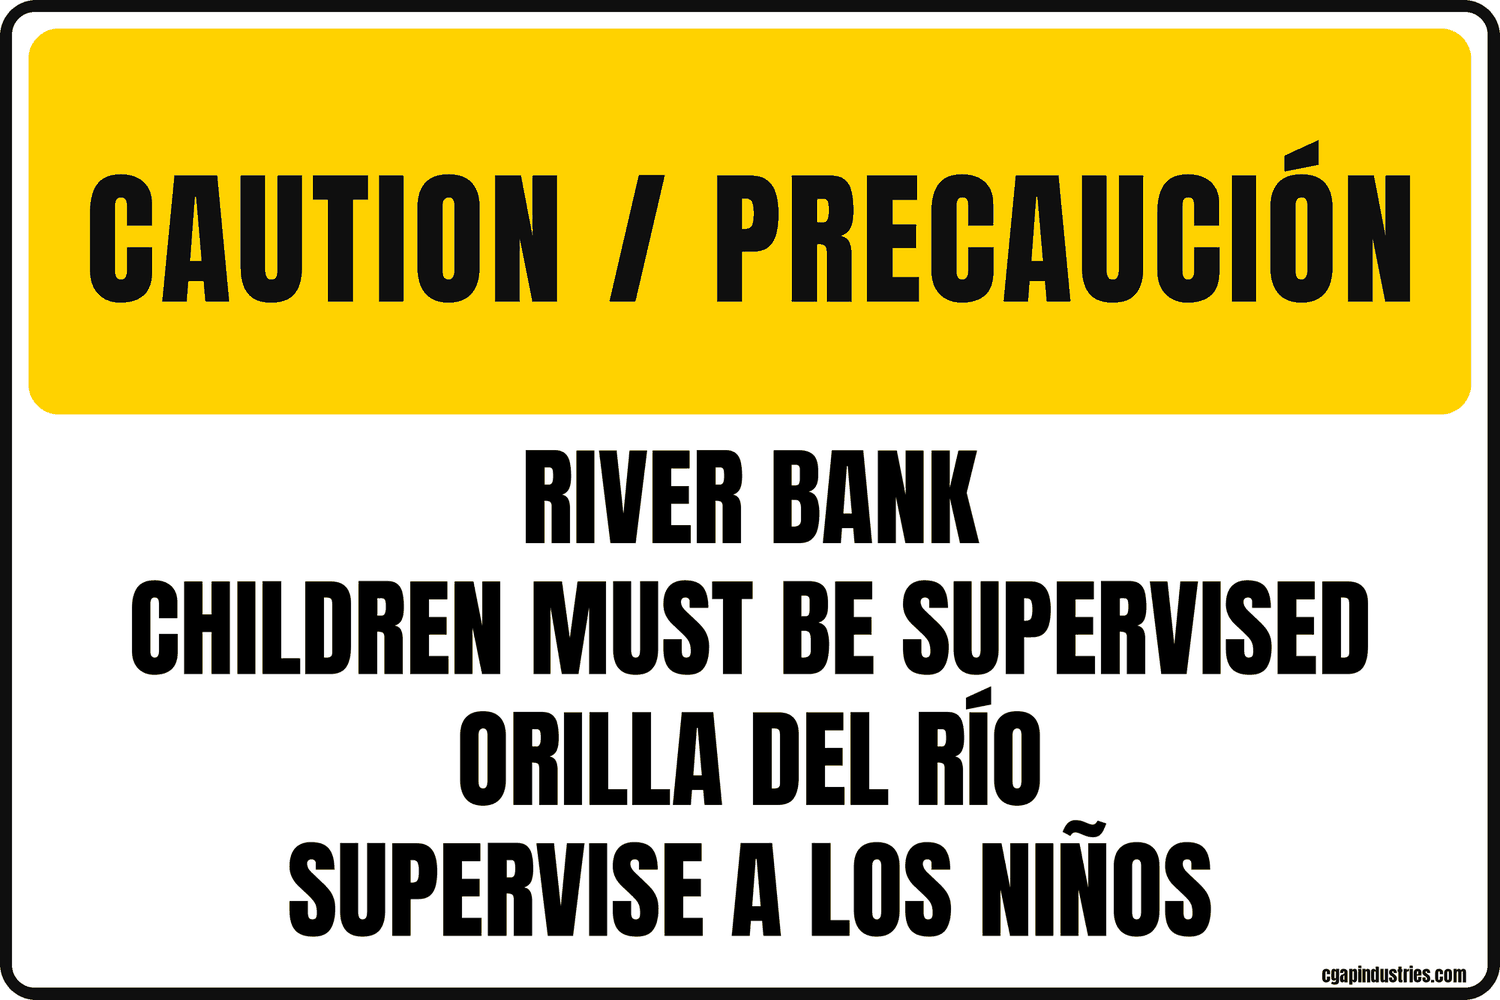 CAUTION / PRECAUCIÓN
RIVER BANK
CHILDREN MUST BE SUPERVISED
ORILLA DEL RÍO
SUPERVISE A LOS NIÑOS
cgapindustries.com